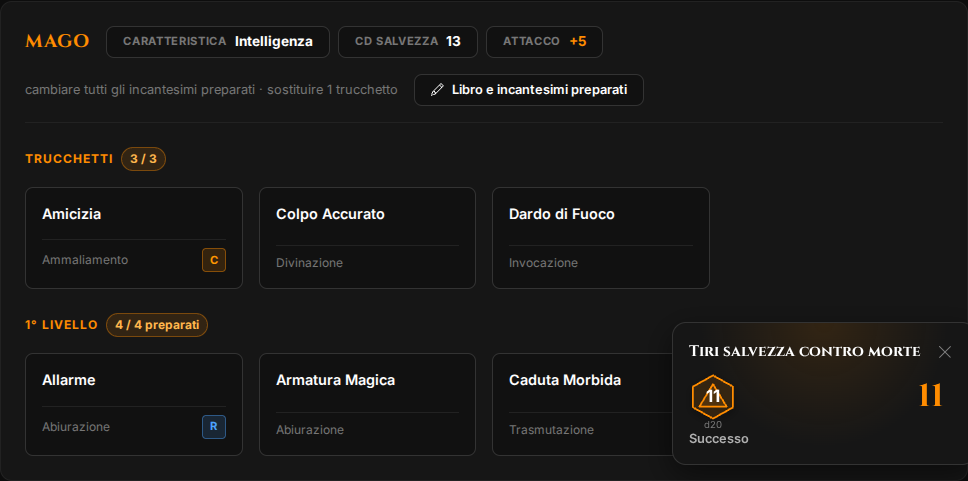 MAGO CARATTERISTICA Intelligenza CD SALVEZZA 13 ATTACCO +5
cambiare tutti gli incantesimi preparati · sostituire 1 trucchetto Libro e incantesimi preparati
TRUCCHETTI 3 / 3
Amicizia Colpo Accurato Dardo di Fuoco
Ammaliamento C Divinazione Invocazione
1° LIVELLO 4 / 4 preparati
Allarme Armatura Magica Caduta Morbida
Abiurazione R Abiurazione Trasmutazione
Tiri salvezza contro morte
11 11
d20
Successo